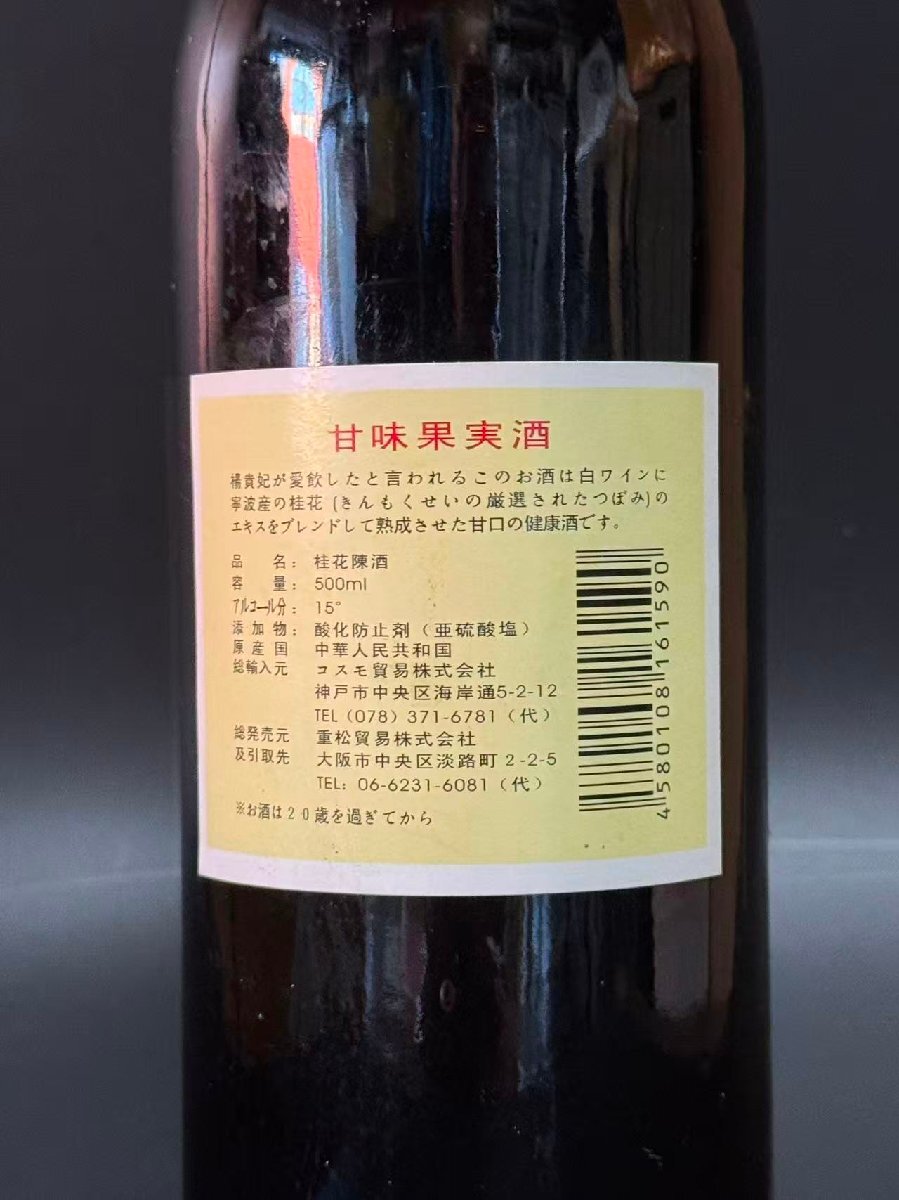 甘味果実酒
楊貴妃が愛飲したと言われるこのお酒は白ワインに
寧波産の桂花 (きんもくせいの厳選されたつぼみ)の
エキスをブレンドして熟成させた甘口の健康酒です。
品名：桂花陳酒
容量：500ml
アルコール分：15°
添加物：酸化防止剤（亜硫酸塩）
原産国 中華人民共和国
総輸入元 コスモ貿易株式会社
神戸市中央区海岸通5-2-12
TEL（078）371-6781（代）
総発売元 重松貿易株式会社
及引取先 大阪市中央区淡路町2-2-5
TEL：06-6231-6081（代）
※お酒は20歳を過ぎてから
4580108161590